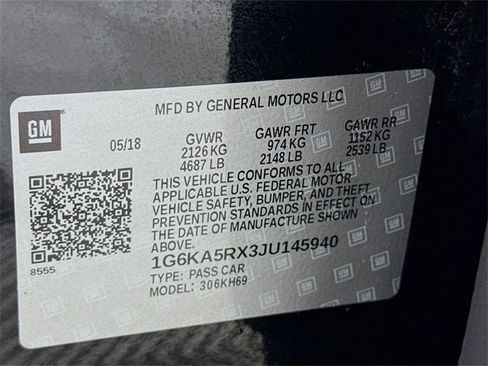 MFD BY GENERAL MOTORS LLC
GM
05/18 GVWR GAWR FRT GAWR RR
2126 KG 974 KG 1152 KG
4687 LB 2148 LB 2539 LB
THIS VEHICLE CONFORMS TO ALL
APPLICABLE U.S. FEDERAL MOTOR
VEHICLE SAFETY, BUMPER, AND THEFT
PREVENTION STANDARDS IN EFFECT ON
THE DATE OF MANUFACTURE SHOWN
ABOVE.
8555
1G6KA5RX3JU145940
TYPE: PASS CAR
MODEL: 306KH69